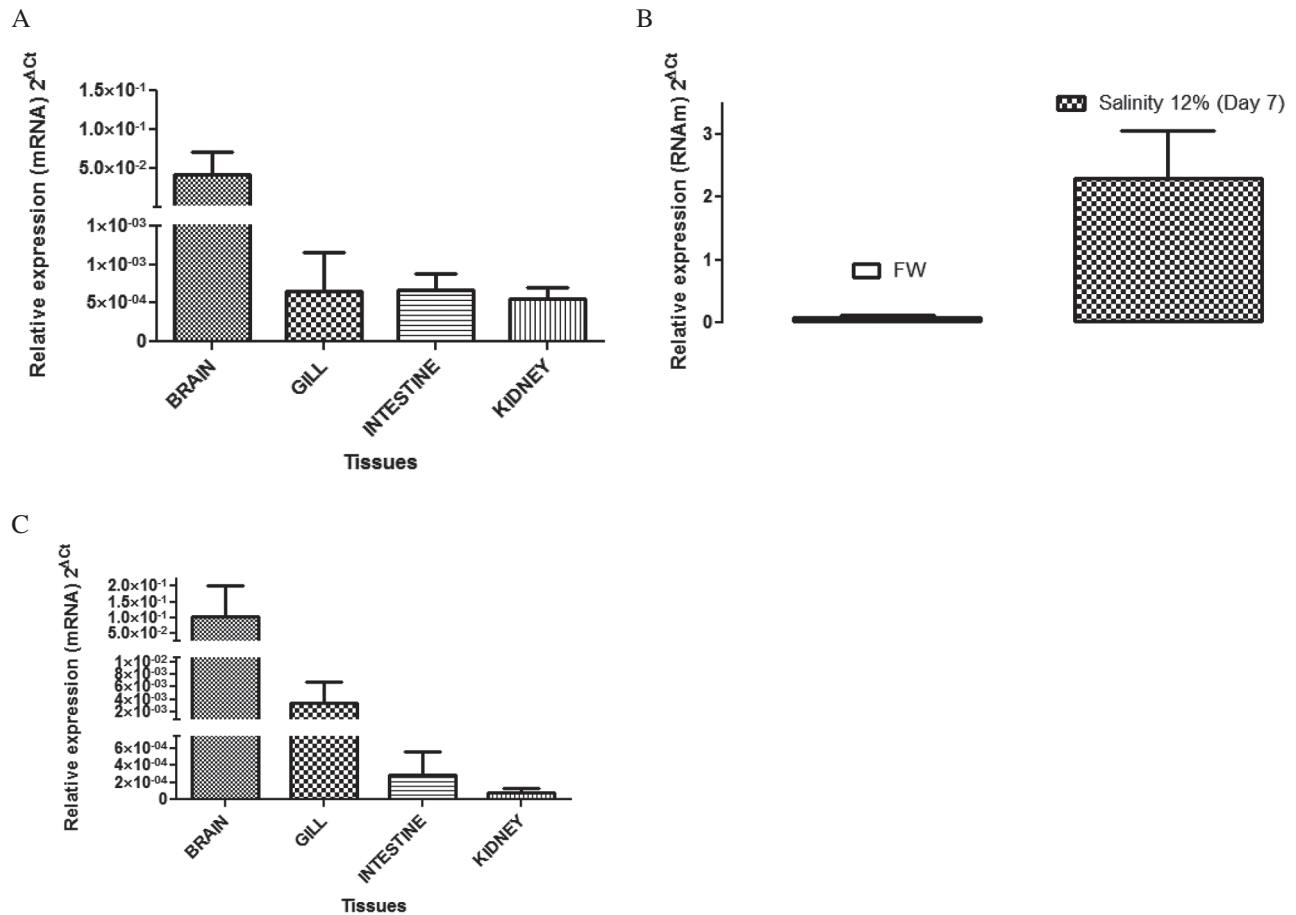 A
Relative expression (mRNA) 2^ΔCt
1.5×10^-1
1.0×10^-1
5.0×10^-2
1×10^-03
1×10^-03
5×10^-04
0
BRAIN
GILL
INTESTINE
KIDNEY
Tissues
B
Relative expression (RNAm) 2^ΔCt
3
2
1
0
FW
Salinity 12% (Day 7)
C
Relative expression (mRNA) 2^ΔCt
2.0×10^-1
1.5×10^-1
1.0×10^-1
5.0×10^-2
1×10^-02
8×10^-03
6×10^-03
4×10^-03
2×10^-03
6×10^-04
4×10^-04
2×10^-04
0
BRAIN
GILL
INTESTINE
KIDNEY
Tissues